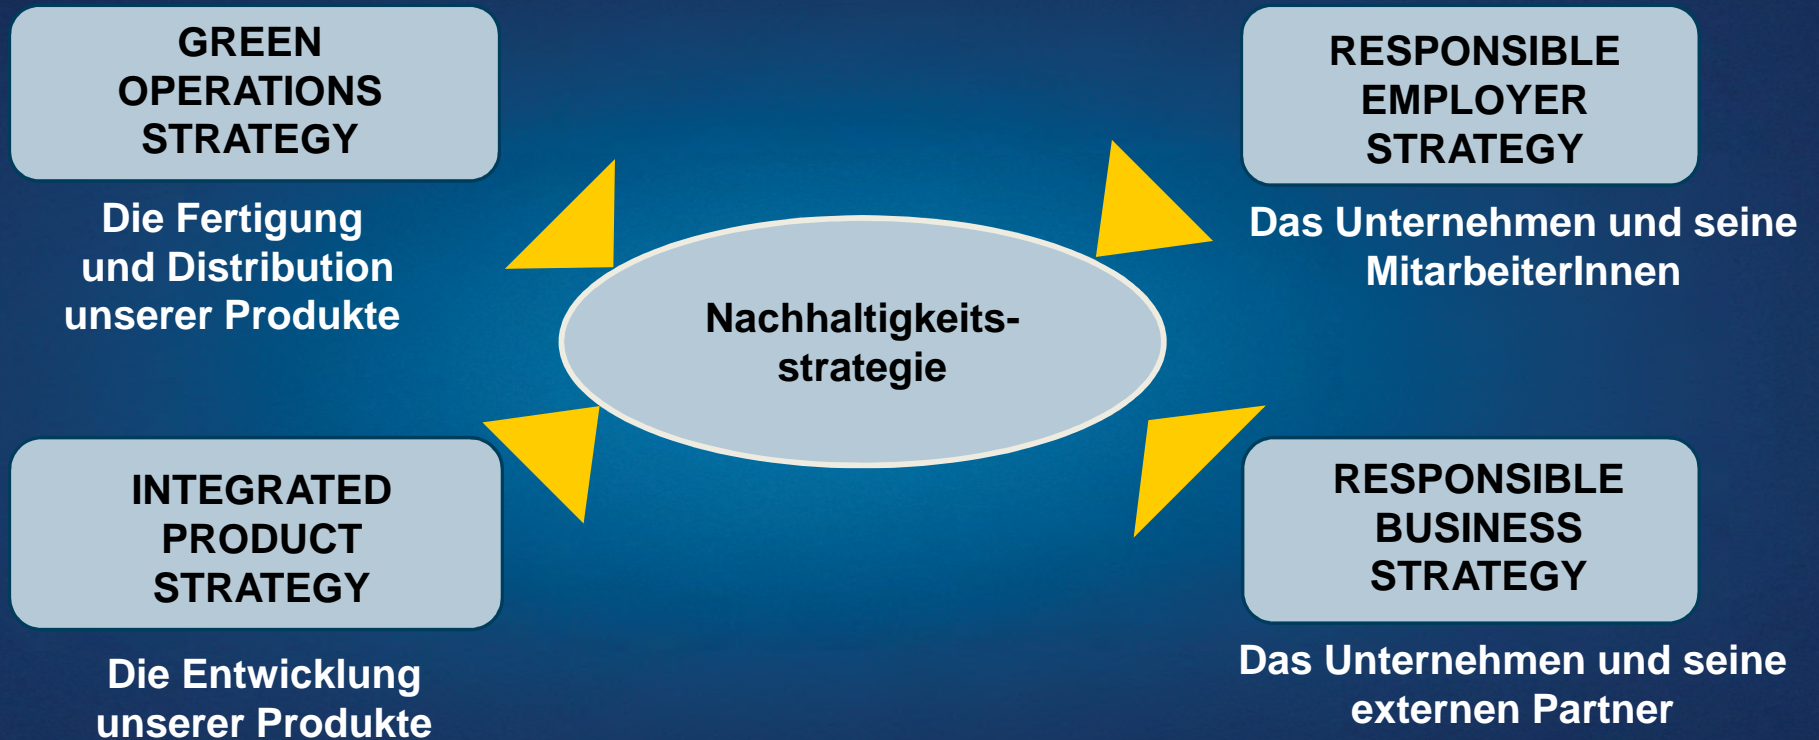 GREEN
OPERATIONS
STRATEGY
Die Fertigung
und Distribution
unserer Produkte
RESPONSIBLE
EMPLOYER
STRATEGY
Das Unternehmen und seine
MitarbeiterInnen
Nachhaltigkeits-
strategie
INTEGRATED
PRODUCT
STRATEGY
Die Entwicklung
unserer Produkte
RESPONSIBLE
BUSINESS
STRATEGY
Das Unternehmen und seine
externen Partner